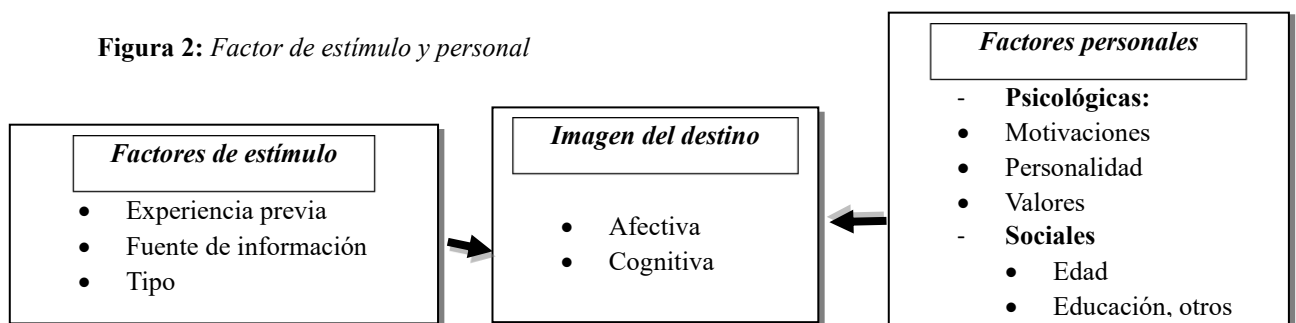 Figura 2: Factor de estímulo y personal
Factores de estímulo
• Experiencia previa
• Fuente de información
• Tipo
Imagen del destino
• Afectiva
• Cognitiva
Factores personales
- Psicológicas:
• Motivaciones
• Personalidad
• Valores
- Sociales
• Edad
• Educación, otros